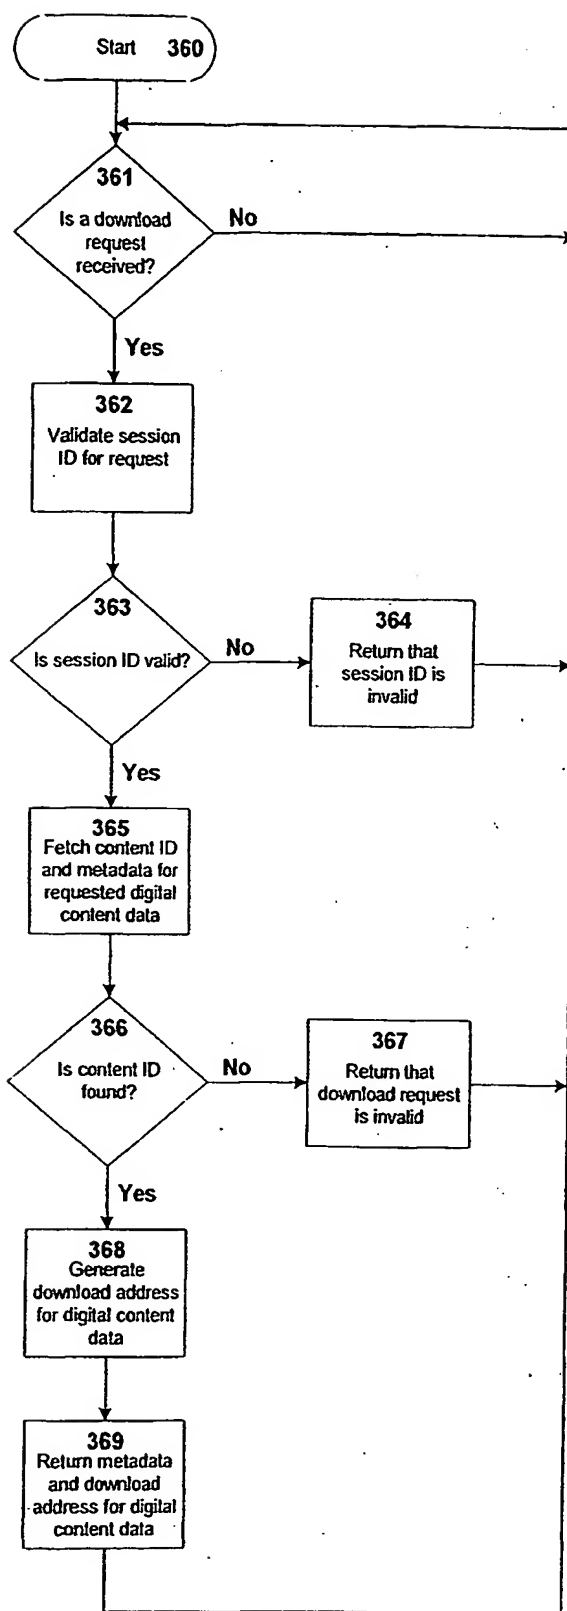 Start 360
361
Is a download
request
received?
No
Yes
362
Validate session
ID for request
363
Is session ID valid?
No
364
Return that
session ID is
invalid
Yes
365
Fetch content ID
and metadata for
requested digital
content data
366
Is content ID
found?
No
367
Return that
download request
is invalid
Yes
368
Generate
download address
for digital content
data
369
Return metadata
and download
address for digital
content data